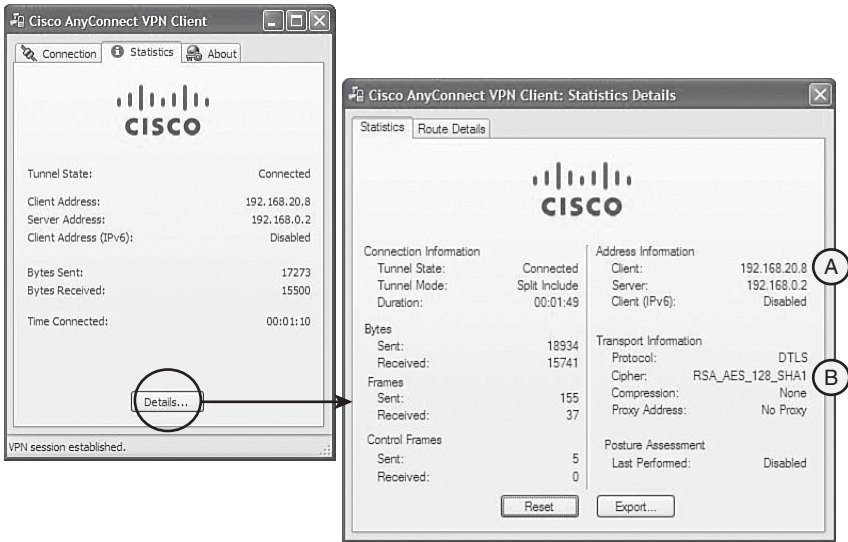 Cisco AnyConnect VPN Client
Connection Statistics About
CISCO
Tunnel State: Connected
Client Address: 192.168.20.8
Server Address: 192.168.0.2
Client Address (IPv6): Disabled
Bytes Sent: 17273
Bytes Received: 15500
Time Connected: 00:01:10
Details...
VPN session established.
Cisco AnyConnect VPN Client: Statistics Details
Statistics Route Details
CISCO
Connection Information
Tunnel State: Connected
Tunnel Mode: Split Include
Duration: 00:01:49
Bytes
Sent: 18934
Received: 15741
Frames
Sent: 155
Received: 37
Control Frames
Sent: 5
Received: 0
Address Information
Client: 192.168.20.8 A
Server: 192.168.0.2
Client (IPv6): Disabled
Transport Information
Protocol: DTLS
Cipher: RSA_AES_128_SHA1 B
Compression: None
Proxy Address: No Proxy
Posture Assessment
Last Performed: Disabled
Reset Export...